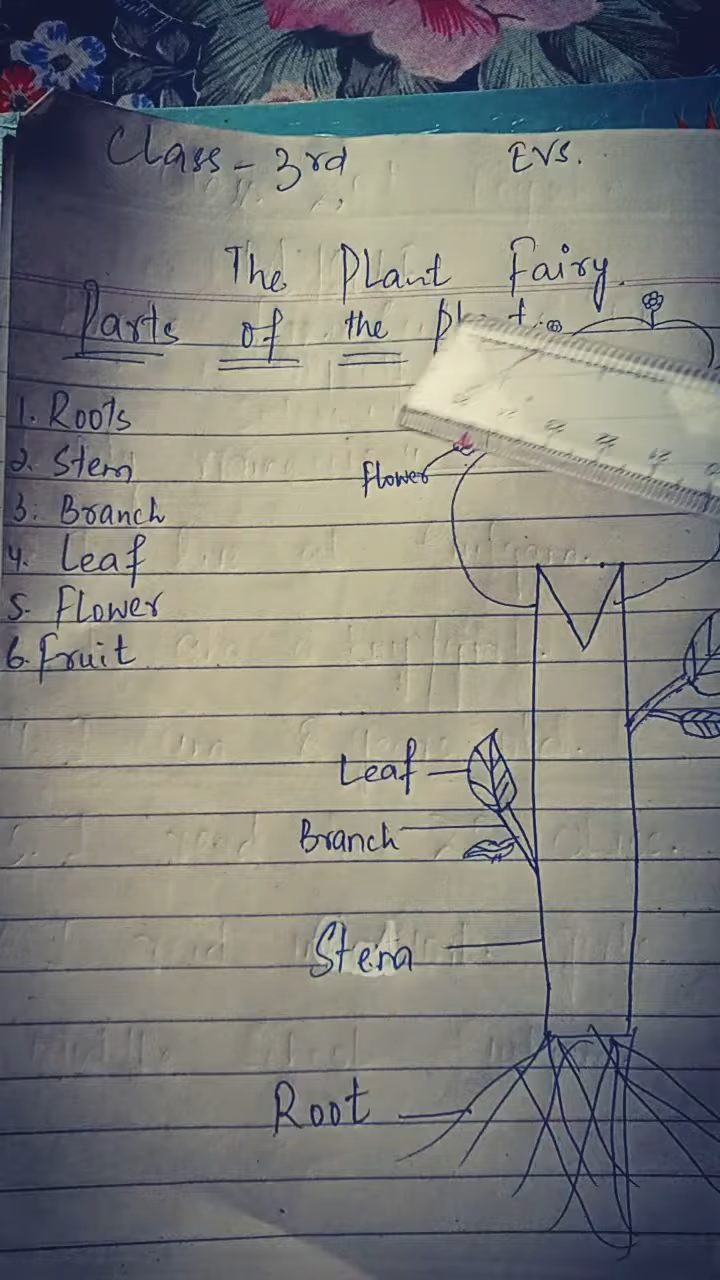 Class - 3rd EVS.
The Plant Fairy.
Parts of the
1. Roots
2. Stem
3. Branch
4. Leaf
5. Flower
6. Fruit
flower
Leaf
Branch
Stem
Root